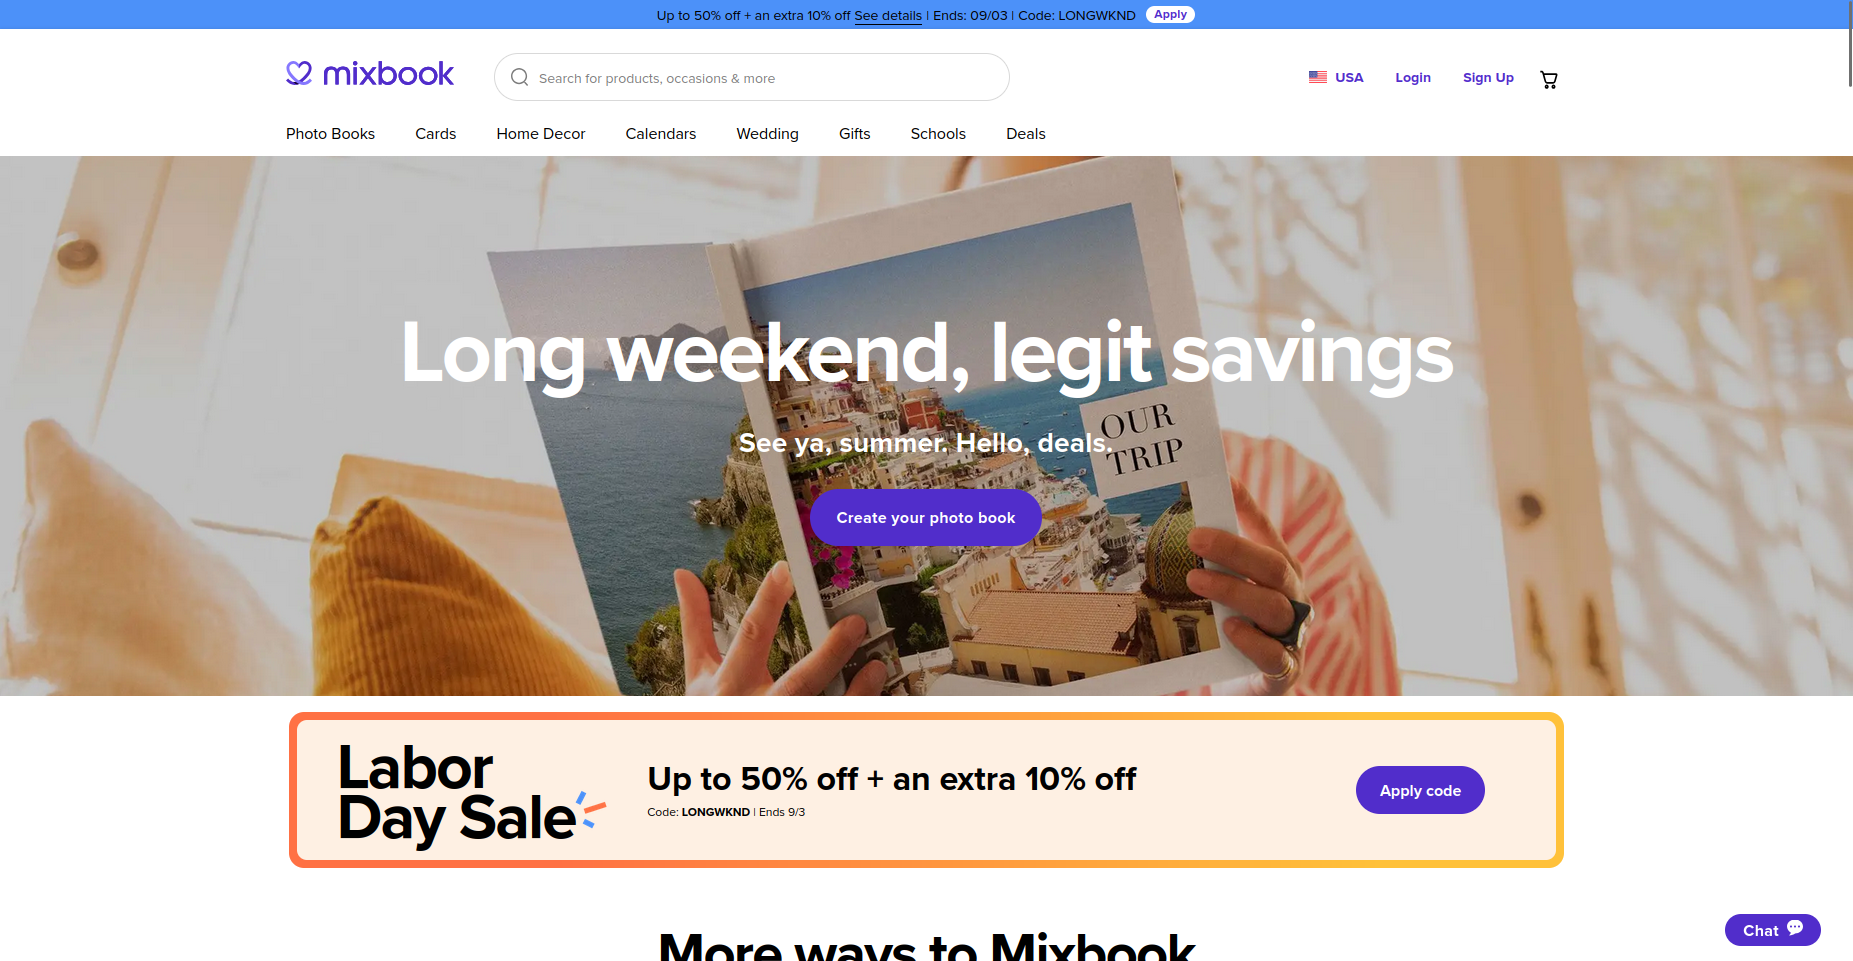 Up to 50% off + an extra 10% off See details | Ends: 09/03 | Code: LONGWKND Apply
mixbook
Search for products, occasions & more
USA Login Sign Up
Photo Books Cards Home Decor Calendars Wedding Gifts Schools Deals
Long weekend, legit savings
OUR
TRIP
See ya, summer. Hello, deals.
Create your photo book
Labor
Day Sale
Up to 50% off + an extra 10% off
Code: LONGWKND | Ends 9/3
Apply code
More ways to Mixbook
Chat